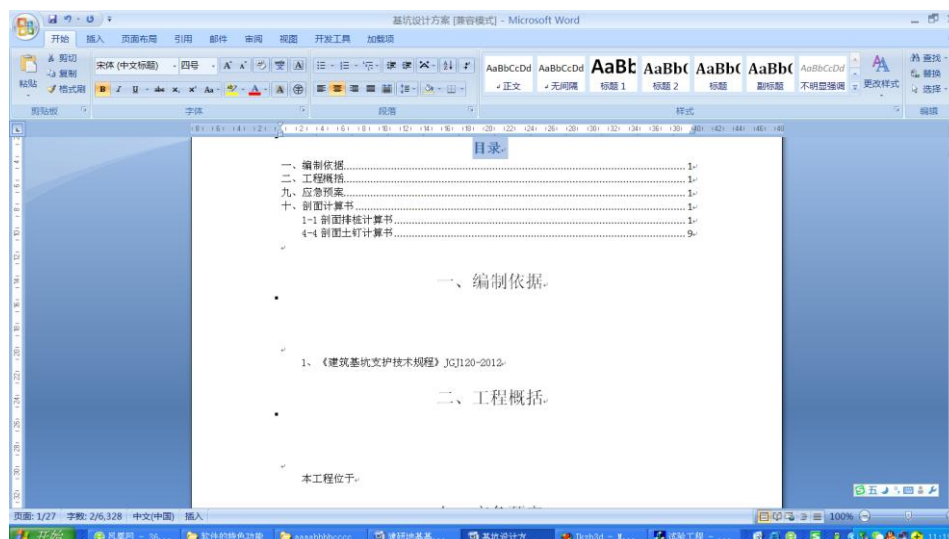 基坑设计方案 [兼容模式] - Microsoft Word
开始 插入 页面布局 引用 邮件 审阅 视图 开发工具 加载项
剪切
复制
格式刷
粘贴
剪贴板
宋体 (中文标题) 四号
字体
段落
AaBbCcDd AaBbCcDd AaBb AaBb( AaBb( AaBb( AaBbCcDd
正文 无间隔 标题 1 标题 2 标题 副标题 不明显强调
更改样式
样式
查找
替换
选择
编辑
目录
一、编制依据 1
二、工程概括 1
九、应急预案 1
十、剖面计算书 1
1-1 剖面排桩计算书 1
4-4 剖面土钉计算书 9
一、编制依据
1、《建筑基坑支护技术规程》JGJ120-2012
二、工程概括
本工程位于
页面: 1/27 字数: 2/6,328 中文(中国) 插入
100%
开始
软件的特色功能